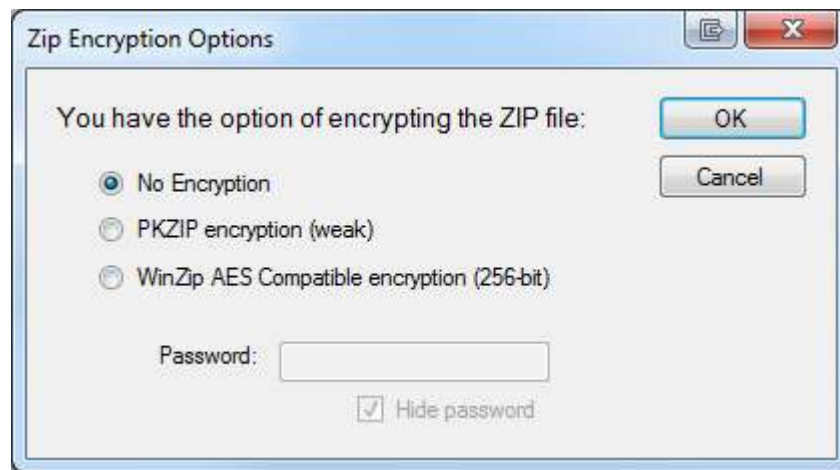 Zip Encryption Options
You have the option of encrypting the ZIP file:
OK
No Encryption
Cancel
PKZIP encryption (weak)
WinZip AES Compatible encryption (256-bit)
Password:
Hide password